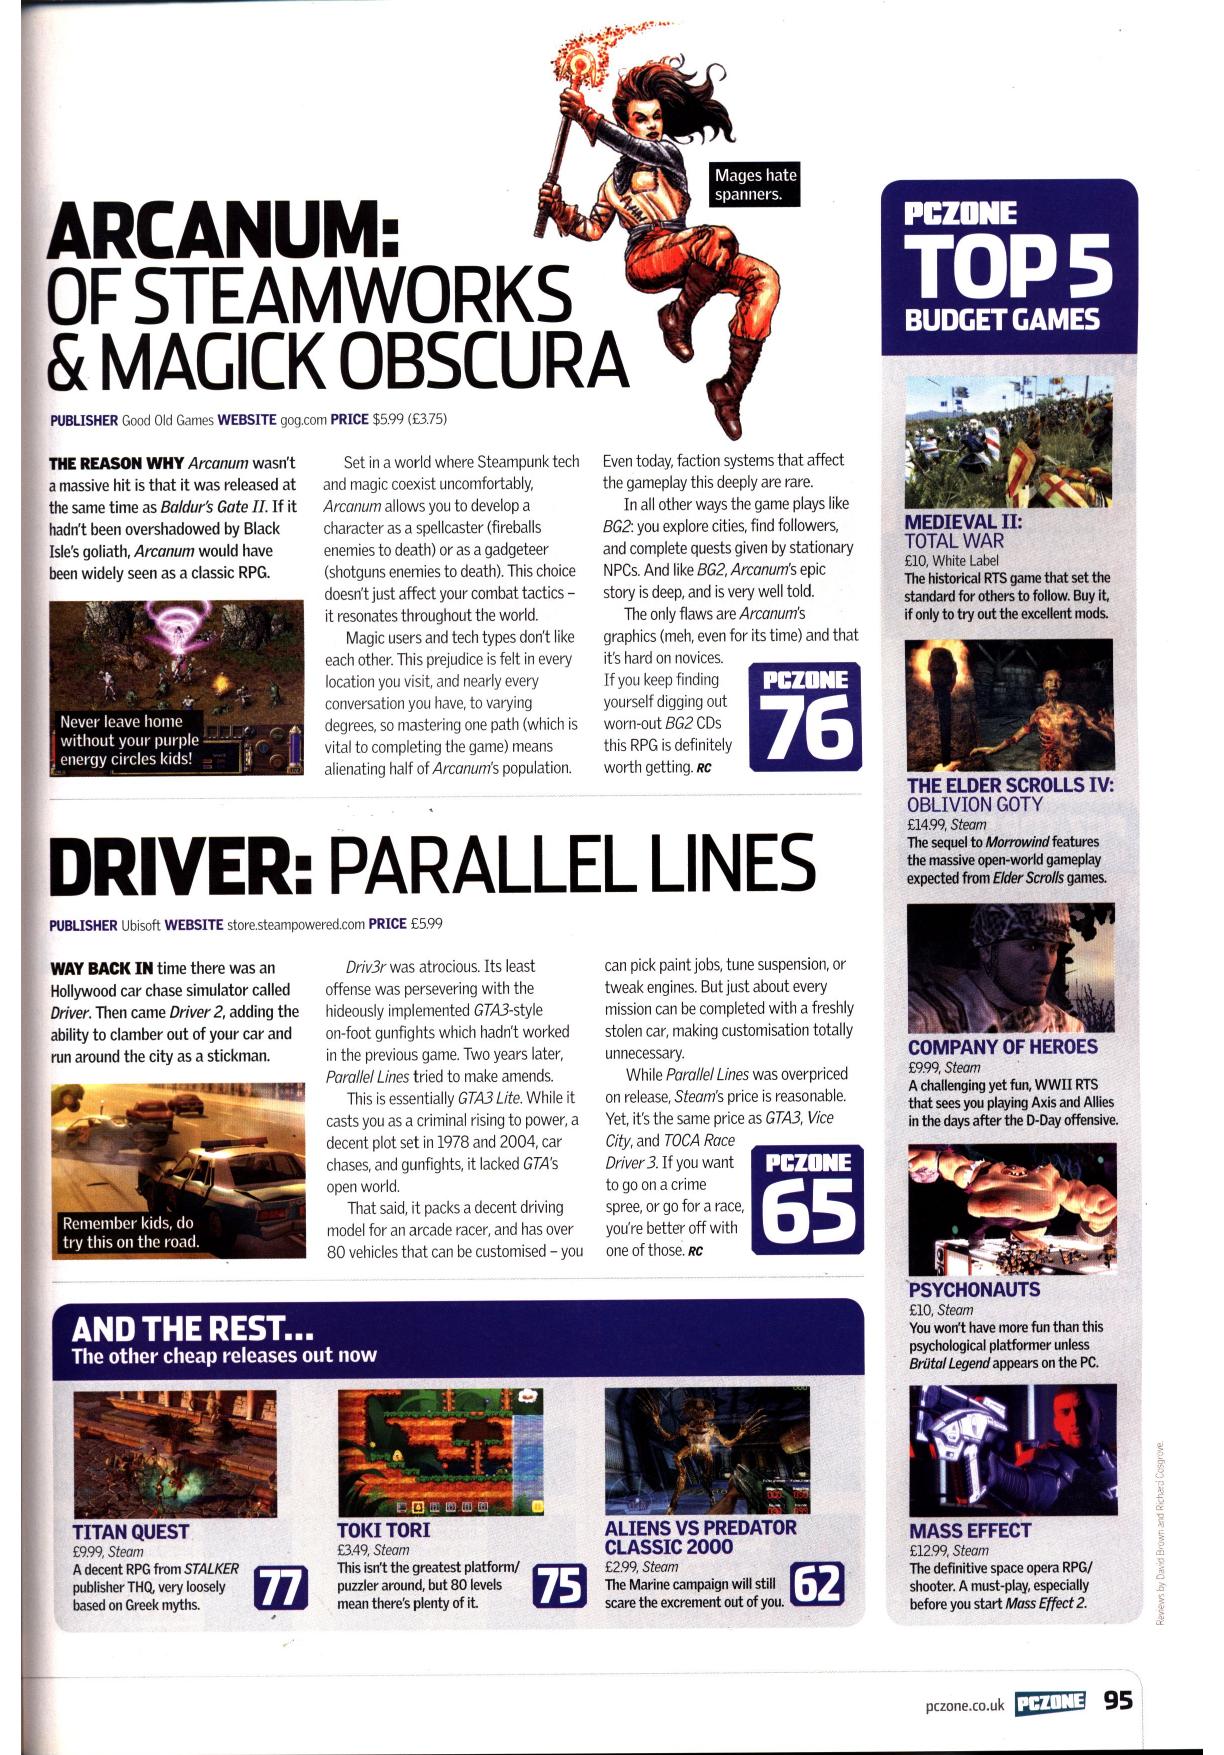 Mages hate
spanners.
ARCANUM:
OF STEAMWORKS
& MAGICK OBSCURA
PUBLISHER Good Old Games WEBSITE gog.com PRICE $5.99 (£3.75)
THE REASON WHY Arcanum wasn't
a massive hit is that it was released at
the same time as Baldur's Gate II. If it
hadn't been overshadowed by Black
Isle's goliath, Arcanum would have
been widely seen as a classic RPG.
Never leave home
without your purple
energy circles kids!
Set in a world where Steampunk tech
and magic coexist uncomfortably,
Arcanum allows you to develop a
character as a spellcaster (fireballs
enemies to death) or as a gadgeteer
(shotguns enemies to death). This choice
doesn't just affect your combat tactics –
it resonates throughout the world.
Magic users and tech types don't like
each other. This prejudice is felt in every
location you visit, and nearly every
conversation you have, to varying
degrees, so mastering one path (which is
vital to completing the game) means
alienating half of Arcanum's population.
Even today, faction systems that affect
the gameplay this deeply are rare.
In all other ways the game plays like
BG2: you explore cities, find followers,
and complete quests given by stationary
NPCs. And like BG2, Arcanum's epic
story is deep, and is very well told.
The only flaws are Arcanum's
graphics (meh, even for its time) and that
it's hard on novices.
If you keep finding
yourself digging out
worn-out BG2 CDs
this RPG is definitely
worth getting. RC
PCZONE
76
DRIVER: PARALLEL LINES
PUBLISHER Ubisoft WEBSITE store.steampowered.com PRICE £5.99
WAY BACK IN time there was an
Hollywood car chase simulator called
Driver. Then came Driver 2, adding the
ability to clamber out of your car and
run around the city as a stickman.
Remember kids, do
try this on the road.
Driv3r was atrocious. Its least
offense was persevering with the
hideously implemented GTA3-style
on-foot gunfights which hadn't worked
in the previous game. Two years later,
Parallel Lines tried to make amends.
This is essentially GTA3 Lite. While it
casts you as a criminal rising to power, a
decent plot set in 1978 and 2004, car
chases, and gunfights, it lacked GTA's
open world.
That said, it packs a decent driving
model for an arcade racer, and has over
80 vehicles that can be customised – you
can pick paint jobs, tune suspension, or
tweak engines. But just about every
mission can be completed with a freshly
stolen car, making customisation totally
unnecessary.
While Parallel Lines was overpriced
on release, Steam's price is reasonable.
Yet, it's the same price as GTA3, Vice
City, and TOCA Race
Driver 3. If you want
to go on a crime
spree, or go for a race,
you're better off with
one of those. RC
PCZONE
65
AND THE REST...
The other cheap releases out now
TITAN QUEST
£9.99, Steam
A decent RPG from STALKER
publisher THQ, very loosely
based on Greek myths.
77
TOKI TORI
£3.49, Steam
This isn't the greatest platform/
puzzler around, but 80 levels
mean there's plenty of it.
75
ALIENS VS PREDATOR
CLASSIC 2000
£2.99, Steam
The Marine campaign will still
scare the excrement out of you.
62
PCZONE
TOP 5
BUDGET GAMES
MEDIEVAL II:
TOTAL WAR
£10, White Label
The historical RTS game that set the
standard for others to follow. Buy it,
if only to try out the excellent mods.
THE ELDER SCROLLS IV:
OBLIVION GOTY
£14.99, Steam
The sequel to Morrowind features
the massive open-world gameplay
expected from Elder Scrolls games.
COMPANY OF HEROES
£9.99, Steam
A challenging yet fun, WWII RTS
that sees you playing Axis and Allies
in the days after the D-Day offensive.
PSYCHONAUTS
£10, Steam
You won't have more fun than this
psychological platformer unless
Brütal Legend appears on the PC.
MASS EFFECT
£12.99, Steam
The definitive space opera RPG/
shooter. A must-play, especially
before you start Mass Effect 2.
Reviews by David Brown and Richard Cosgrove.
pczone.co.uk PCZONE 95